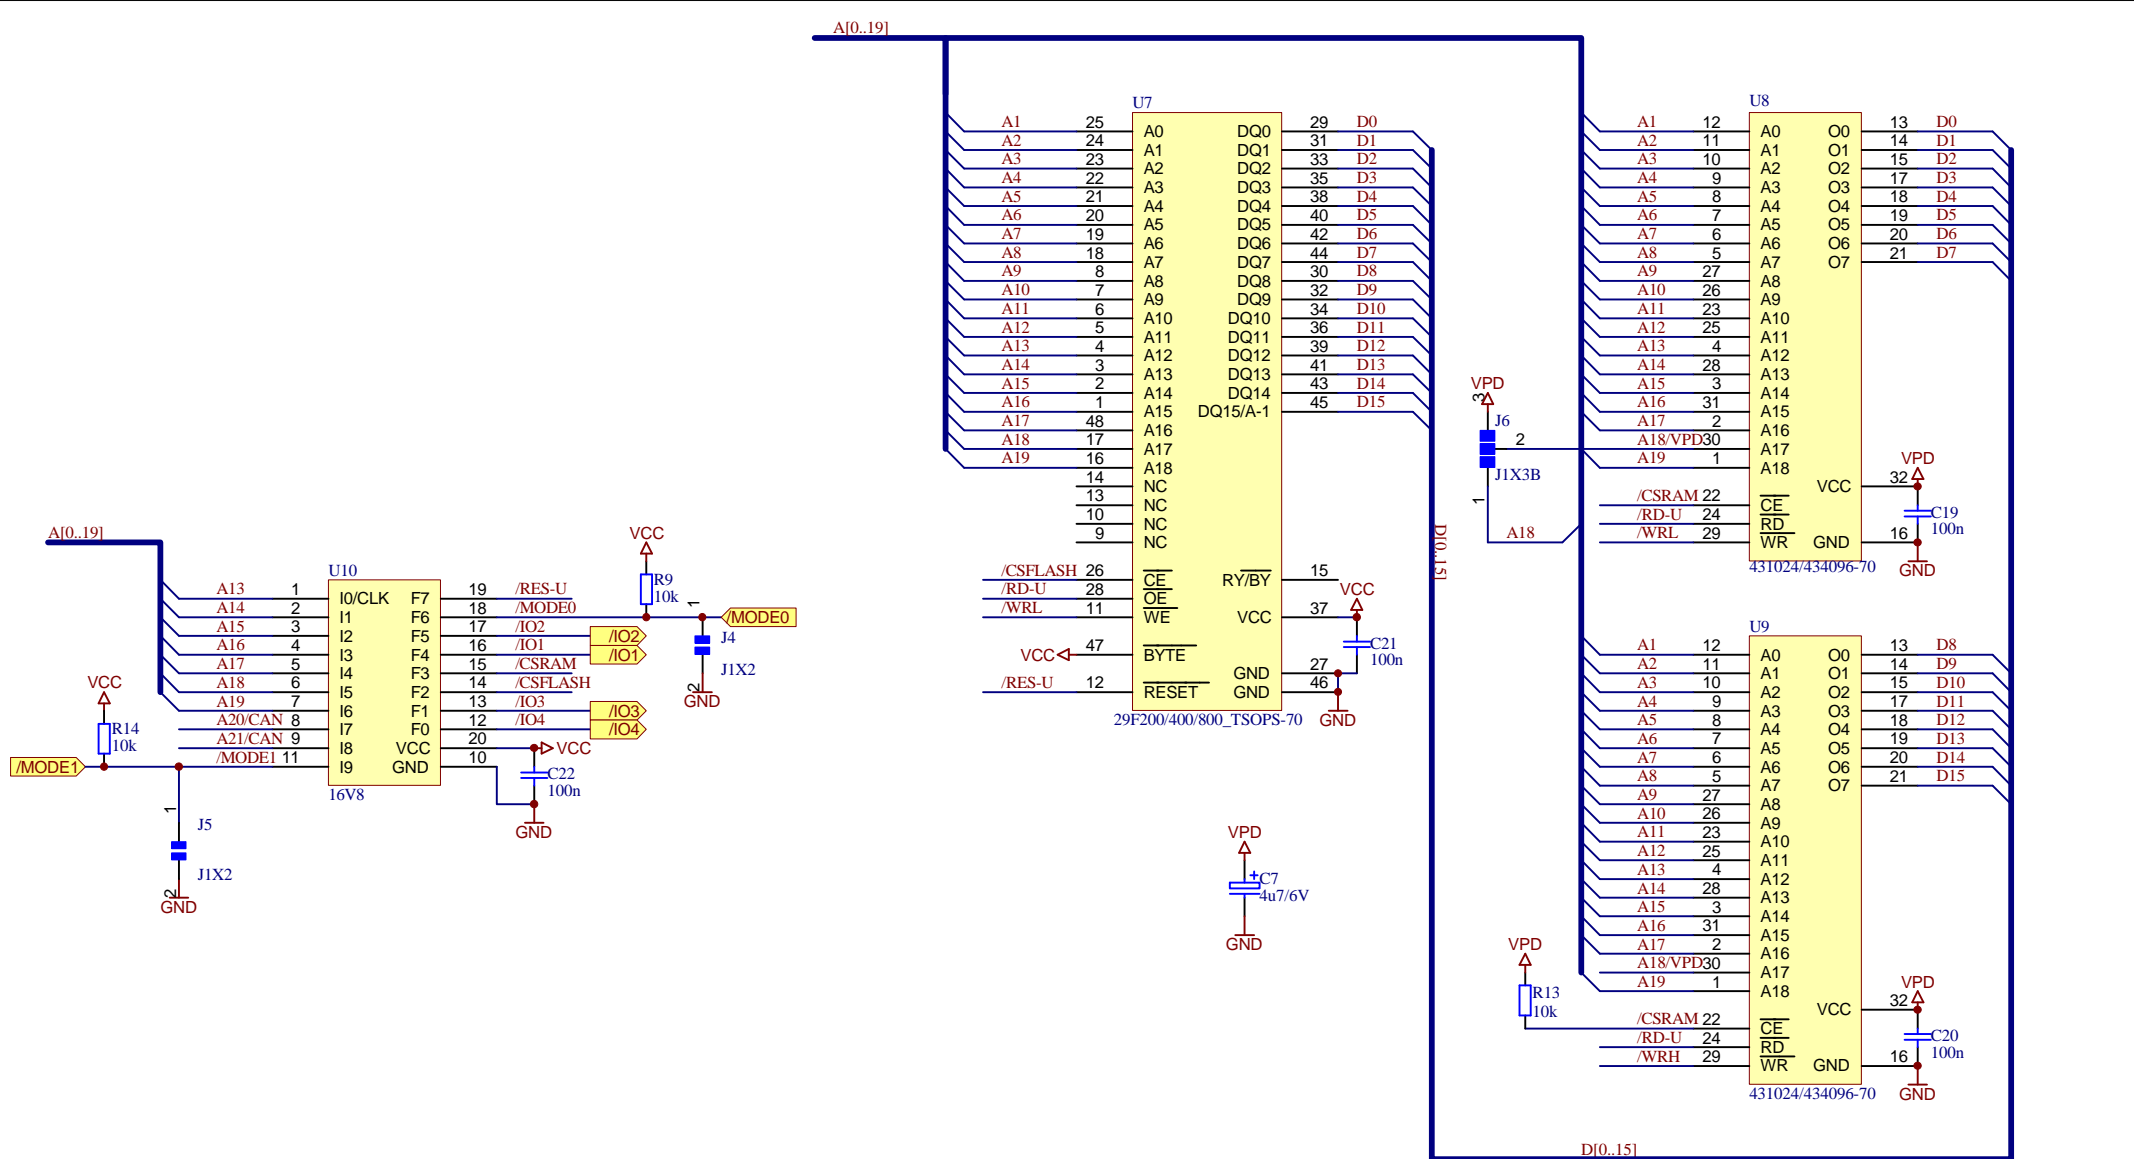 A[0..19]
U7
A1 25 A0 DQ0 29 D0
A2 24 A1 DQ1 31 D1
A3 23 A2 DQ2 33 D2
A4 22 A3 DQ3 35 D3
A5 21 A4 DQ4 38 D4
A6 20 A5 DQ5 40 D5
A7 19 A6 DQ6 42 D6
A8 18 A7 DQ7 44 D7
A9 8 A8 DQ8 30 D8
A10 7 A9 DQ9 32 D9
A11 6 A10 DQ10 34 D10
A12 5 A11 DQ11 36 D11
A13 4 A12 DQ12 39 D12
A14 3 A13 DQ13 41 D13
A15 2 A14 DQ14 43 D14
A16 1 A15 DQ15/A-1 45 D15
A17 48 A16
A18 17 A17
A19 16 A18
14 NC
13 NC
10 NC
9 NC
/CSFLASH 26 CE RY/BY 15
/RD-U 28 OE
/WRL 11 WE VCC 37
VCC
C21
100n
VCC 47 BYTE
GND 27
/RES-U 12 RESET GND 46
29F200/400/800_TSOPS-70
GND
D[0..15]
VPD
3
J6
2
J1X3B
1
A18
U8
A1 12 A0 O0 13 D0
A2 11 A1 O1 14 D1
A3 10 A2 O2 15 D2
A4 9 A3 O3 17 D3
A5 8 A4 O4 18 D4
A6 7 A5 O5 19 D5
A7 6 A6 O6 20 D6
A8 5 A7 O7 21 D7
A9 27 A8
A10 26 A9
A11 23 A10
A12 25 A11
A13 4 A12
A14 28 A13
A15 3 A14
A16 31 A15
A17 2 A16
A18/VPD 30 A17
A19 1 A18
VPD
VCC 32
/CSRAM 22 CE
/RD-U 24 RD
/WRL 29 WR GND 16
C19
100n
431024/434096-70
GND
A[0..19]
U10
A13 1 I0/CLK F7 19 /RES-U
A14 2 I1 F6 18 /MODE0
A15 3 I2 F5 17 /IO2 /IO2
A16 4 I3 F4 16 /IO1 /IO1
A17 5 I4 F3 15 /CSRAM
A18 6 I5 F2 14 /CSFLASH
A19 7 I6 F1 13 /IO3 /IO3
A20/CAN 8 I7 F0 12 /IO4 /IO4
A21/CAN 9 I8 VCC 20 VCC
/MODE1 /MODE1 11 I9 GND 10
16V8
VCC
R9
10k
1
/MODE0
J4
J1X2
2
GND
VCC
R14
10k
C22
100n
GND
1
J5
J1X2
2
GND
VPD
+
C7
4u7/6V
GND
U9
A1 12 A0 O0 13 D8
A2 11 A1 O1 14 D9
A3 10 A2 O2 15 D10
A4 9 A3 O3 17 D11
A5 8 A4 O4 18 D12
A6 7 A5 O5 19 D13
A7 6 A6 O6 20 D14
A8 5 A7 O7 21 D15
A9 27 A8
A10 26 A9
A11 23 A10
A12 25 A11
A13 4 A12
A14 28 A13
A15 3 A14
A16 31 A15
A17 2 A16
A18/VPD 30 A17
A19 1 A18
VPD
VCC 32
VPD
R13
10k
/CSRAM 22 CE
/RD-U 24 RD
/WRH 29 WR GND 16
C20
100n
431024/434096-70
GND
D[0..15]